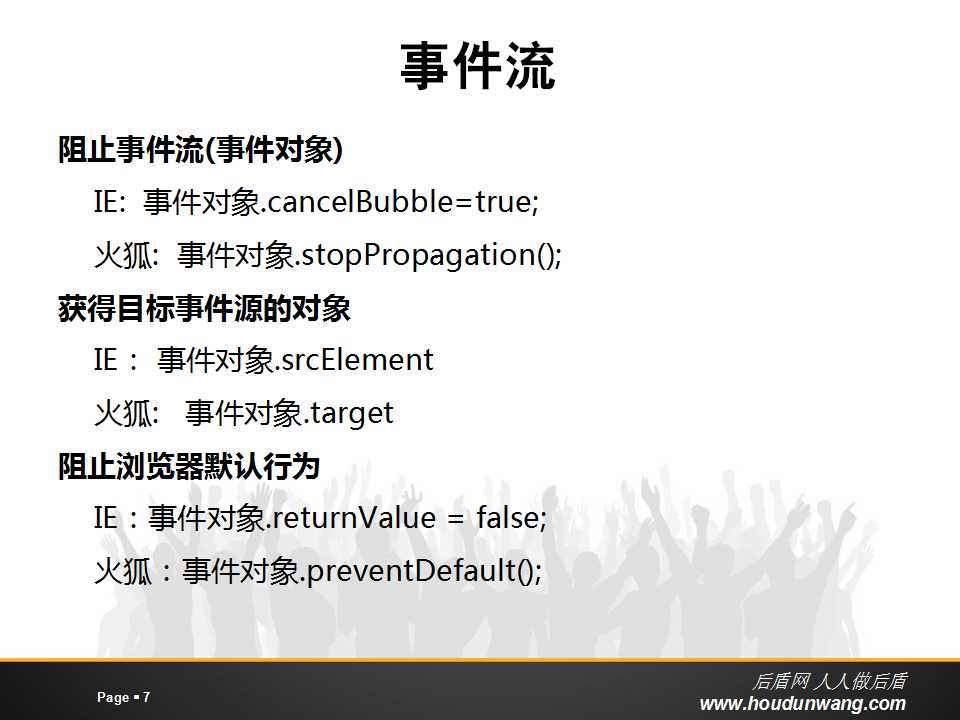 事件流
阻止事件流(事件对象)
IE:  事件对象.cancelBubble=true;
火狐:  事件对象.stopPropagation();
获得目标事件源的对象
IE： 事件对象.srcElement
火狐:   事件对象.target
阻止浏览器默认行为
IE：事件对象.returnValue = false;
火狐：事件对象.preventDefault();
Page ▪ 7
后盾网 人人做后盾
www.houdunwang.com